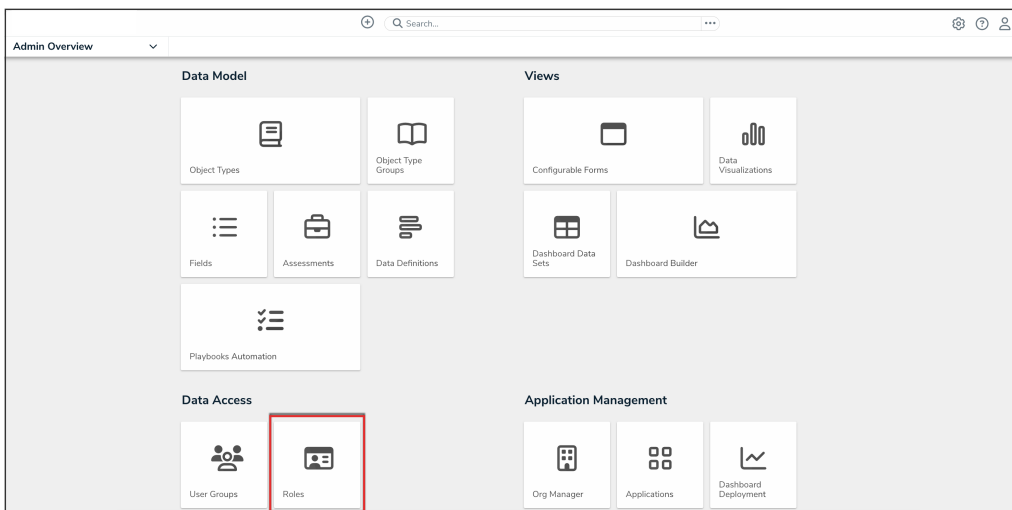 Search...
Admin Overview
Data Model
Object Types
Object Type
Groups
Fields
Assessments
Data Definitions
Playbooks Automation
Views
Configurable Forms
Data
Visualizations
Dashboard Data
Sets
Dashboard Builder
Data Access
User Groups
Roles
Application Management
Org Manager
Applications
Dashboard
Deployment